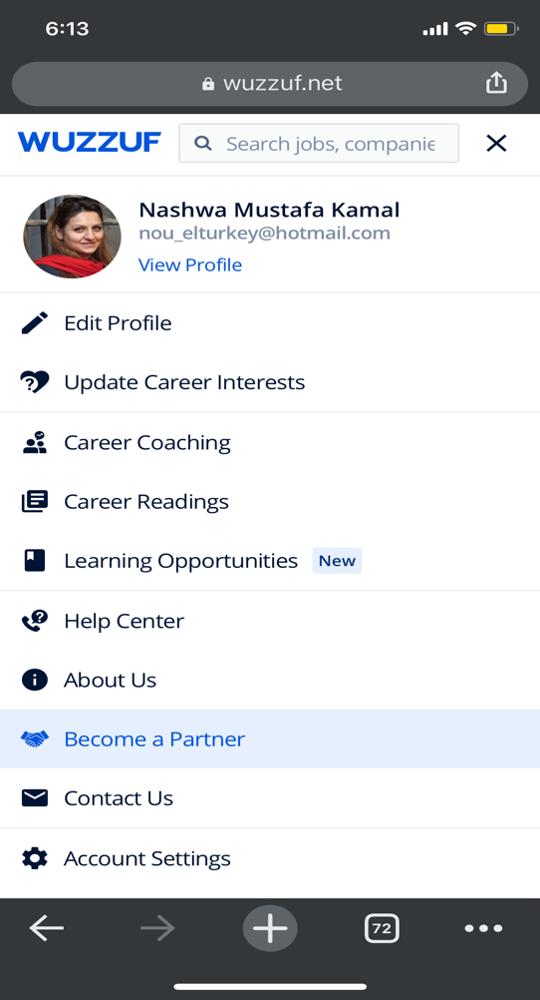 6:13
wuzzuf.net
WUZZUF
Search jobs, companie
Nashwa Mustafa Kamal
nou_elturkey@hotmail.com
View Profile
Edit Profile
Update Career Interests
Career Coaching
Career Readings
Learning Opportunities New
Help Center
About Us
Become a Partner
Contact Us
Account Settings
72